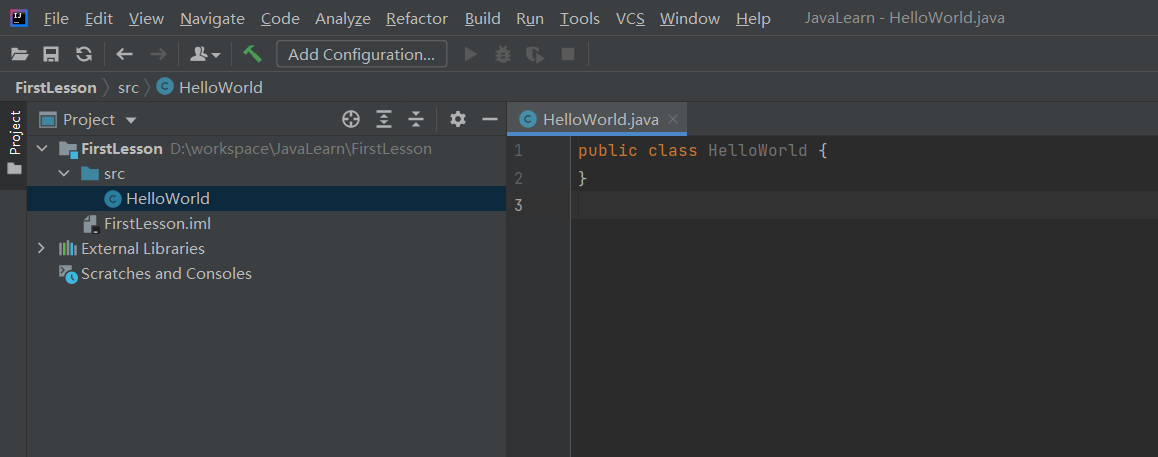 File Edit View Navigate Code Analyze Refactor Build Run Tools VCS Window Help JavaLearn - HelloWorld.java
Add Configuration...
FirstLesson src HelloWorld
Project
Project
HelloWorld.java
FirstLesson D:\workspace\JavaLearn\FirstLesson
src
HelloWorld
FirstLesson.iml
External Libraries
Scratches and Consoles
1 public class HelloWorld {
2 }
3